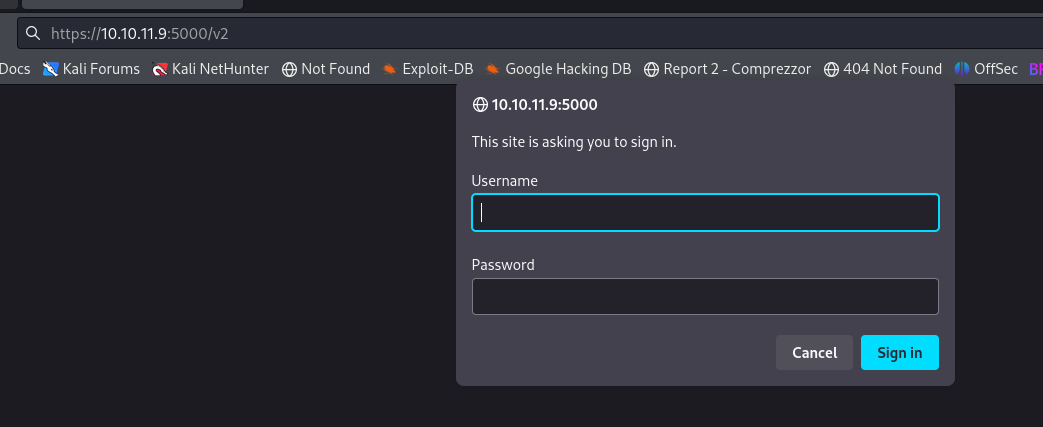 https://10.10.11.9:5000/v2
Docs Kali Forums Kali NetHunter Not Found Exploit-DB Google Hacking DB Report 2 - Comprezzor 404 Not Found OffSec
10.10.11.9:5000
This site is asking you to sign in.
Username
Password
Cancel Sign in